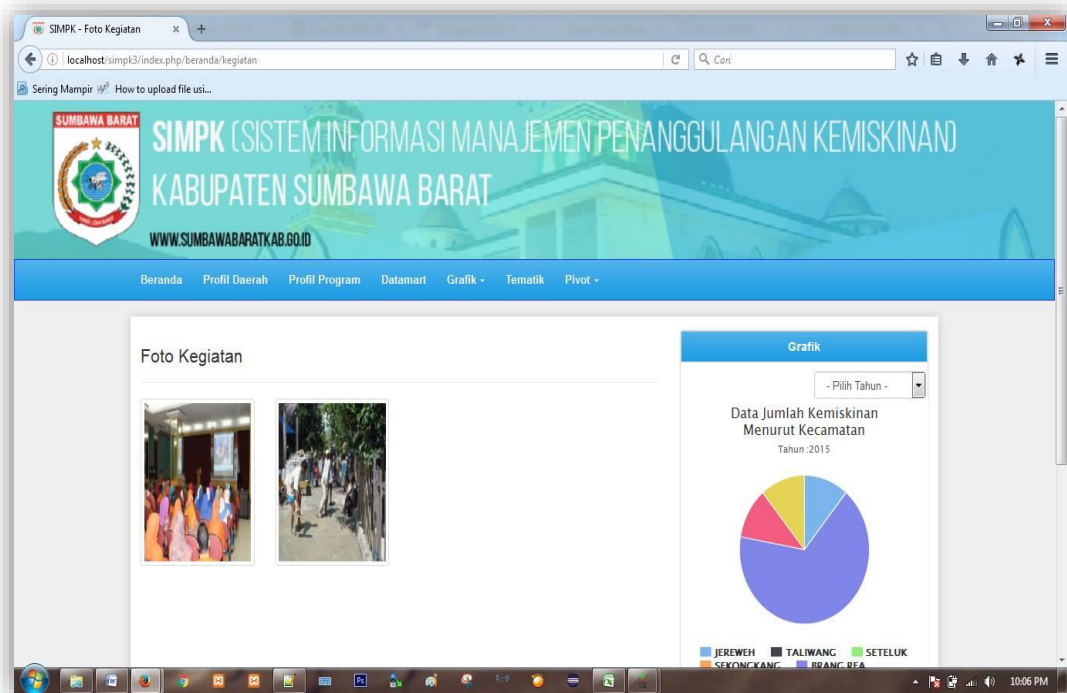 SIMPK - Foto Kegiatan
localhost/simpk3/index.php/beranda/kegiatan
Cari
Sering Mampir How to upload file usi...
SUMBAWA BARAT
SIMPK (SISTEM INFORMASI MANAJEMEN PENANGGULANGAN KEMISKINAN)
KABUPATEN SUMBAWA BARAT
WWW.SUMBAWABARATKAB.GO.ID
Beranda Profil Daerah Profil Program Datamart Grafik Tematik Pivot
Foto Kegiatan
Grafik
- Pilih Tahun -
Data Jumlah Kemiskinan
Menurut Kecamatan
Tahun :2015
JEREWEH TALIWANG SETELUK
SEKONGKANG BRANG REA
Ps
10:06 PM